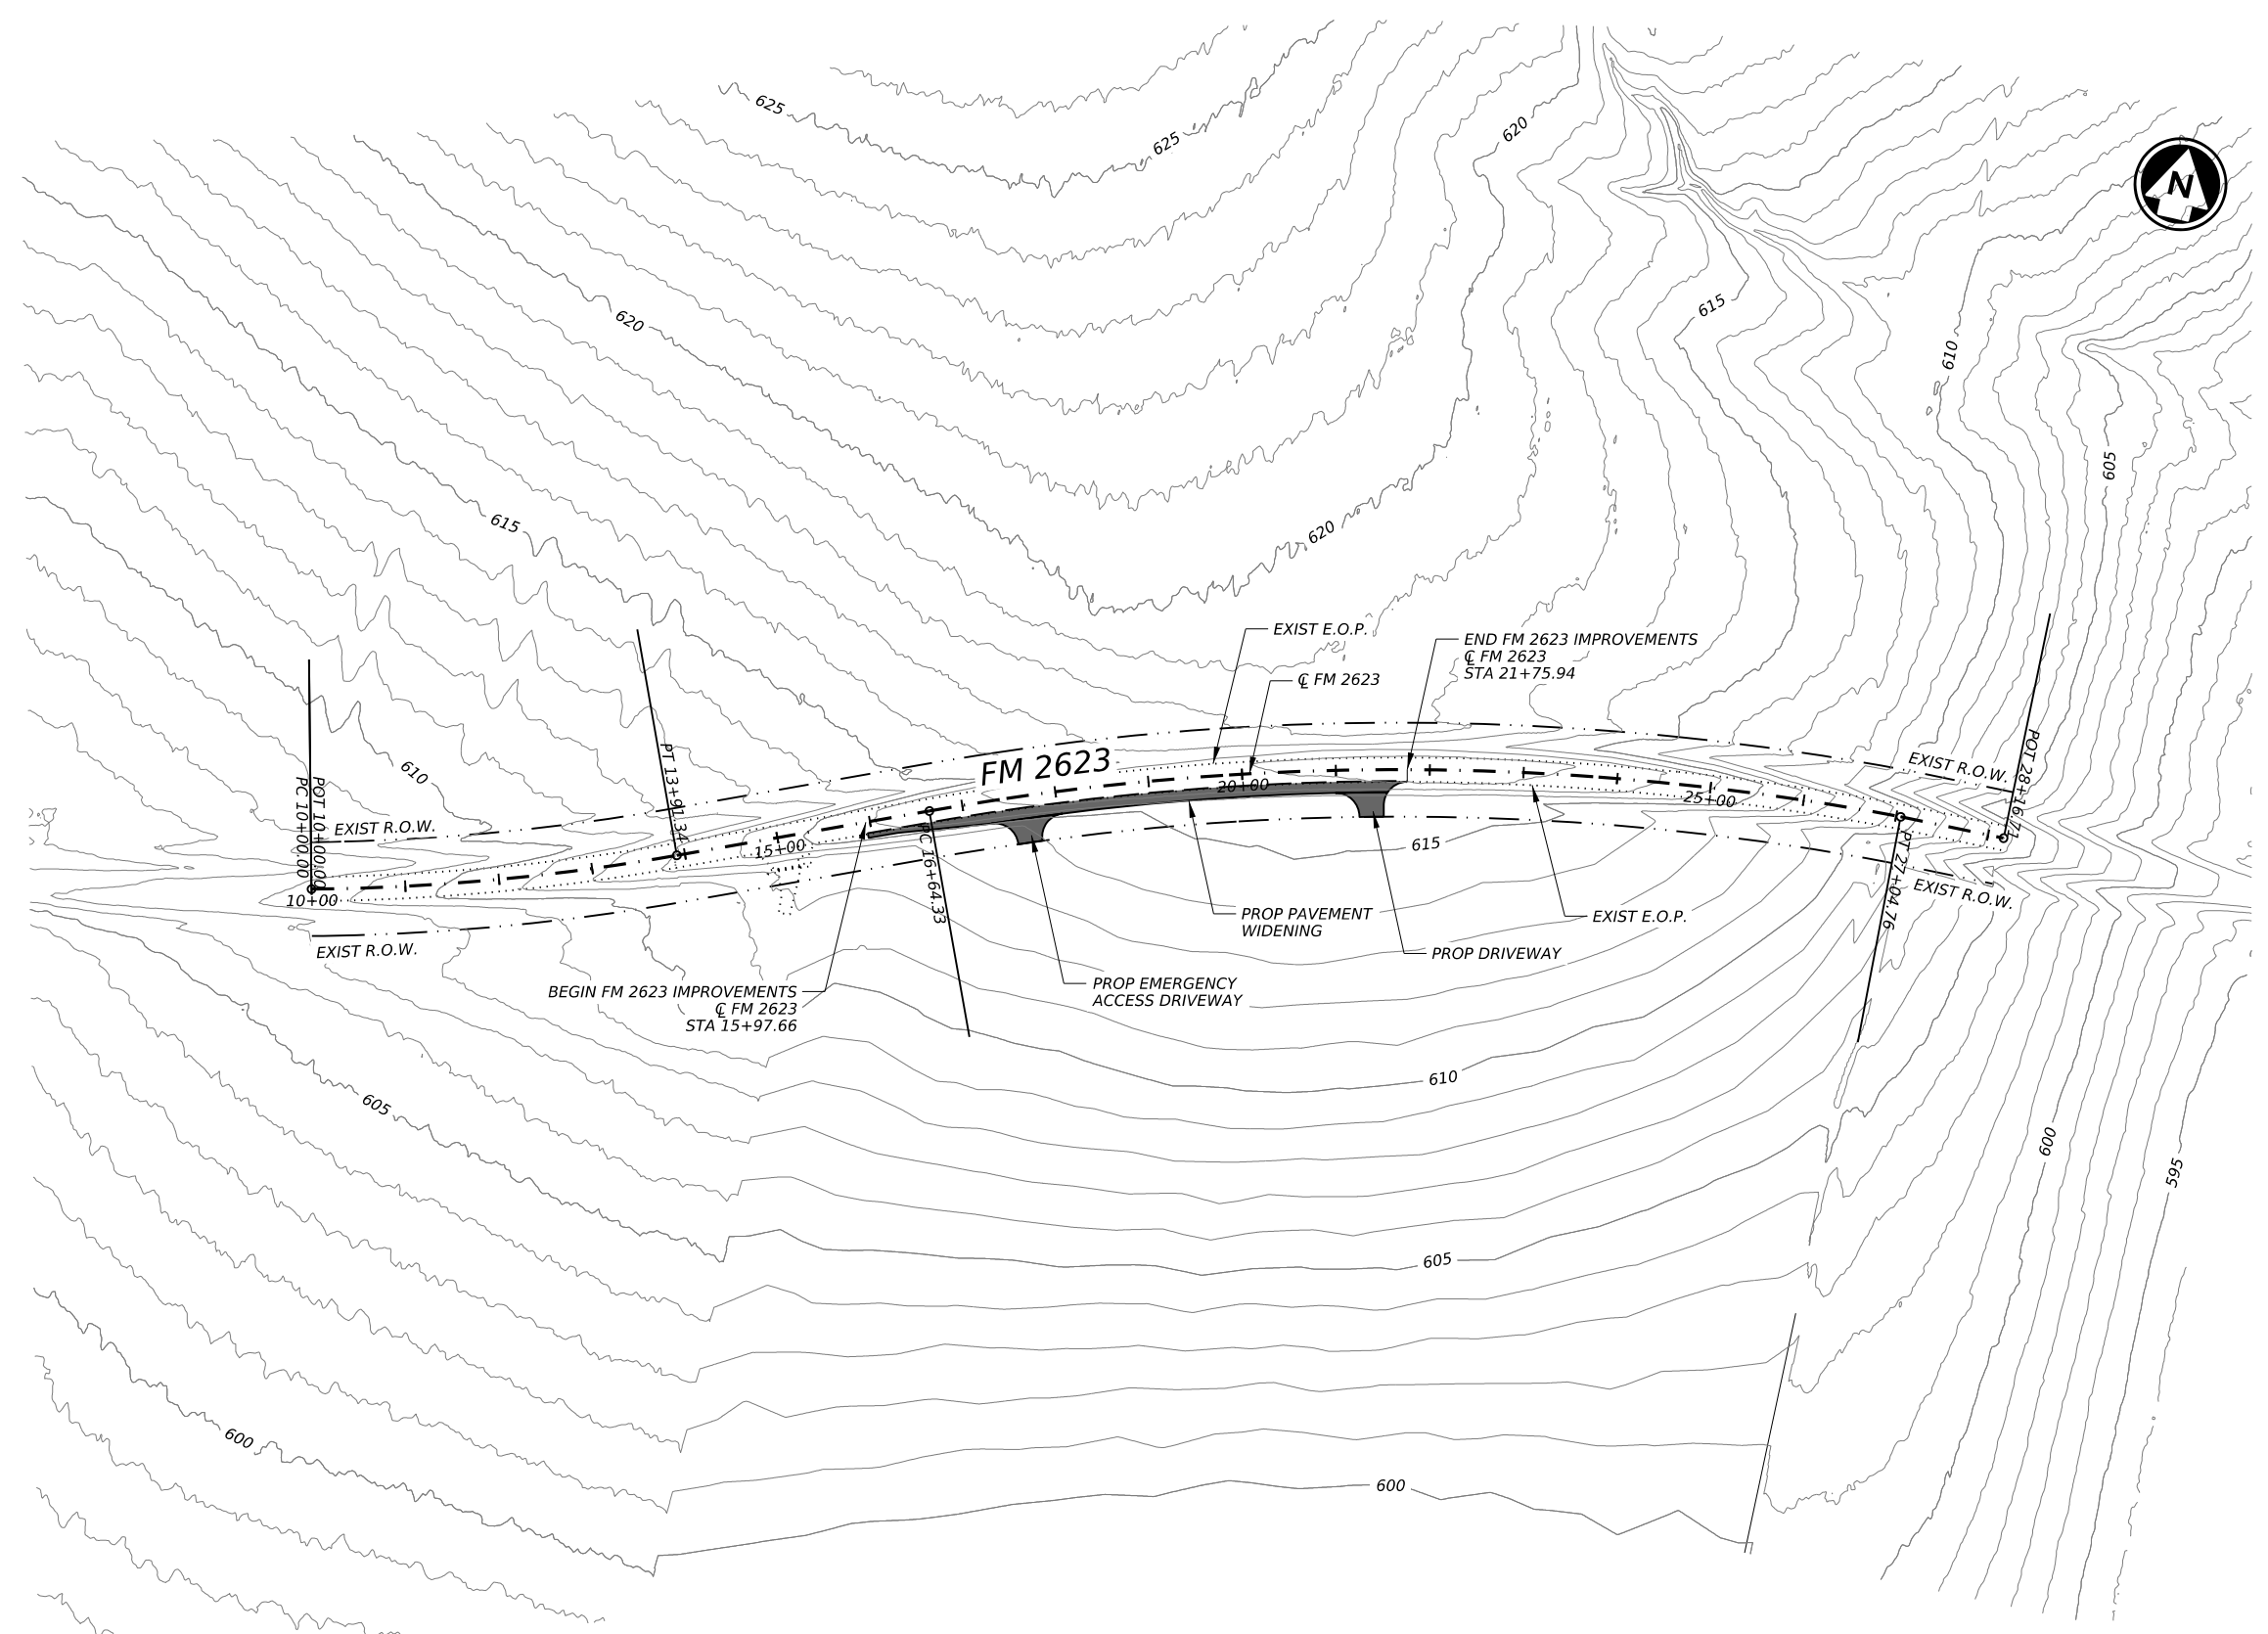 625
625
620
N
615
620
610
605
615
620
EXIST E.O.P.
END FM 2623 IMPROVEMENTS
℄ FM 2623
STA 21+75.94
℄ FM 2623
FM 2623
610
PT 13+91.34
POT 10+00.00
PC 10+00.00
EXIST R.O.W.
10+00
EXIST R.O.W.
15+00
20+00
25+00
EXIST R.O.W.
POT 28+16.71
PC 16+64.33
615
PT 27+04.76
EXIST R.O.W.
PROP PAVEMENT
WIDENING
EXIST E.O.P.
PROP DRIVEWAY
PROP EMERGENCY
ACCESS DRIVEWAY
BEGIN FM 2623 IMPROVEMENTS
℄ FM 2623
STA 15+97.66
610
605
600
595
605
600
600